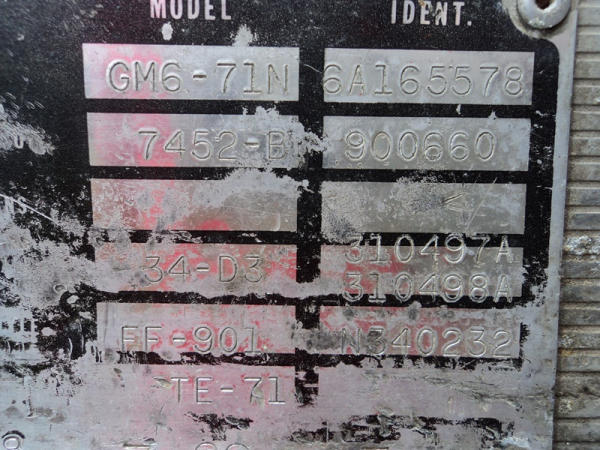 MODEL IDENT.
GM6-71N 6A165578
7452-B 900660
310497A
34-D3 310498A
FF-901 N340232
TE-71